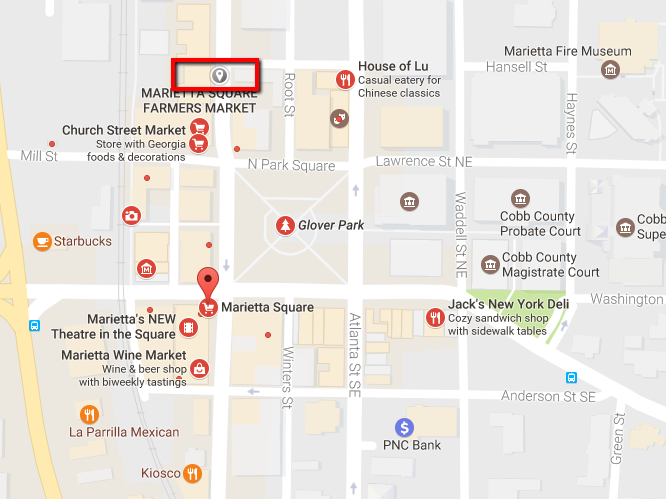 Marietta Fire Museum
House of Lu
Casual eatery for
Chinese classics
Hansell St
Root St
MARIETTA SQUARE
FARMERS MARKET
Haynes St
Church Street Market
Store with Georgia
foods & decorations
Mill St
N Park Square
Lawrence St NE
Waddell St NE
Cobb County
Probate Court
Cobb
Supe
Glover Park
Starbucks
Cobb County
Magistrate Court
Marietta Square
Jack's New York Deli
Cozy sandwich shop
with sidewalk tables
Washington
Marietta's NEW
Theatre in the Square
Atlanta St SE
Marietta Wine Market
Wine & beer shop
with biweekly tastings
Winters St
Anderson St SE
La Parrilla Mexican
$
PNC Bank
Green St
Kiosco